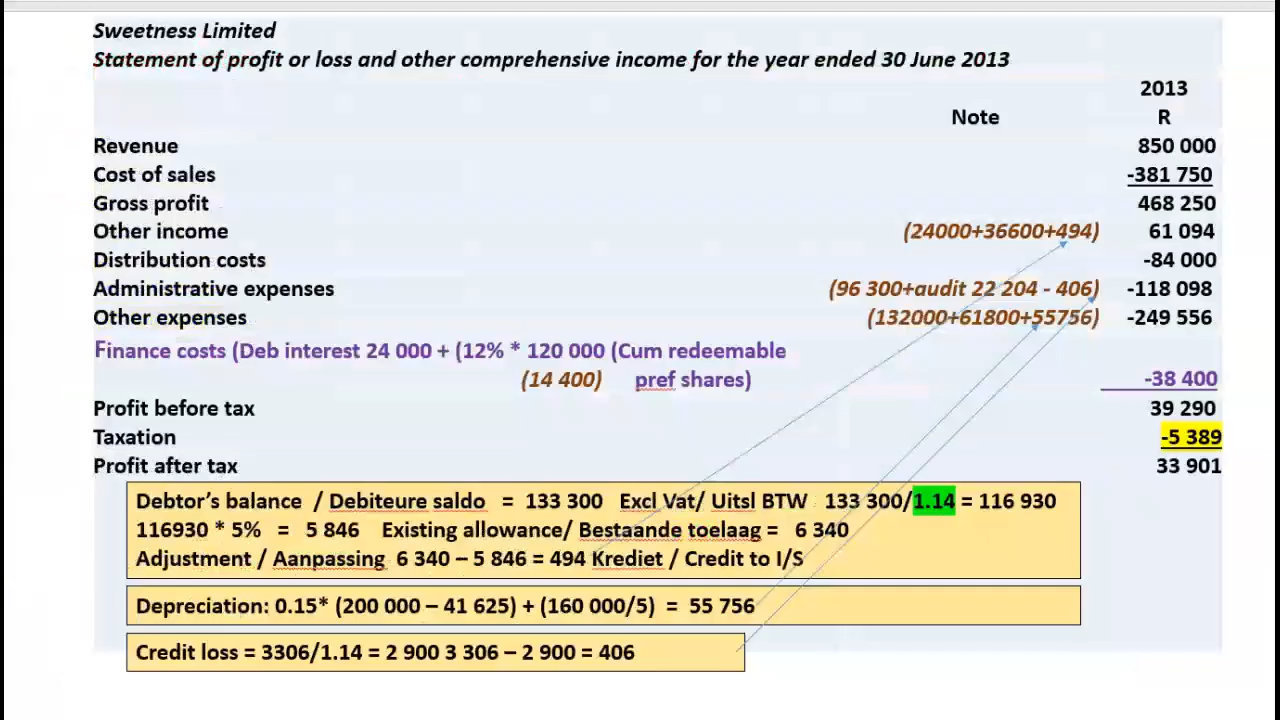 Sweetness Limited
Statement of profit or loss and other comprehensive income for the year ended 30 June 2013
2013
Note R
Revenue 850 000
Cost of sales -381 750
Gross profit 468 250
Other income (24000+36600+494) 61 094
Distribution costs -84 000
Administrative expenses (96 300+audit 22 204 - 406) -118 098
Other expenses (132000+61800+55756) -249 556
Finance costs (Deb interest 24 000 + (12% * 120 000 (Cum redeemable
(14 400) pref shares) -38 400
Profit before tax 39 290
Taxation -5 389
Profit after tax 33 901
Debtor's balance / Debiteure saldo = 133 300 Excl Vat/ Uitsl BTW 133 300/1.14 = 116 930
116930 * 5% = 5 846 Existing allowance/ Bestaande toelaag = 6 340
Adjustment / Aanpassing 6 340 – 5 846 = 494 Krediet / Credit to I/S
Depreciation: 0.15* (200 000 – 41 625) + (160 000/5) = 55 756
Credit loss = 3306/1.14 = 2 900 3 306 – 2 900 = 406